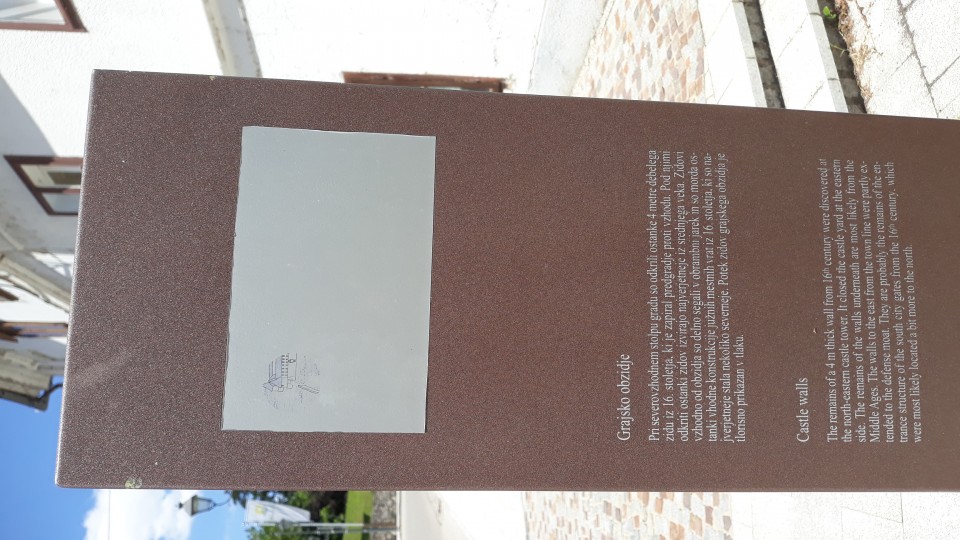 Grajsko obzidje
Pri severovzhodnem stolpu gradu so odkrili ostanke 4 metre debelega
zidu iz 16. stoletja, ki je zapiral predgradje proti vzhodu. Pod njimi
odkriti ostanki zidov izvirajo najverjetneje iz srednjega veka. Zidovi
vzhodno od obzidja so delno segali v obrambni jarek in so morda os-
tanki vhodne konstrukcije južnih mestnih vrat iz 16. stoletja, ki so na-
jverjetneje stala nekoliko severneje. Potek zidov grajskega obzidja je
tlorisno prikazan v tlaku.
Castle walls
The remains of a 4 m thick wall from 16th century were discovered at
the north-eastern castle tower. It closed the castle yard at the eastern
side. The remains of the walls underneath are most likely from the
Middle Ages. The walls to the east from the town line were partly ex-
tended to the defense moat. They are probably the remains of the en-
trance structure of the south city gates from the 16th century, which
were most likely located a bit more to the north.